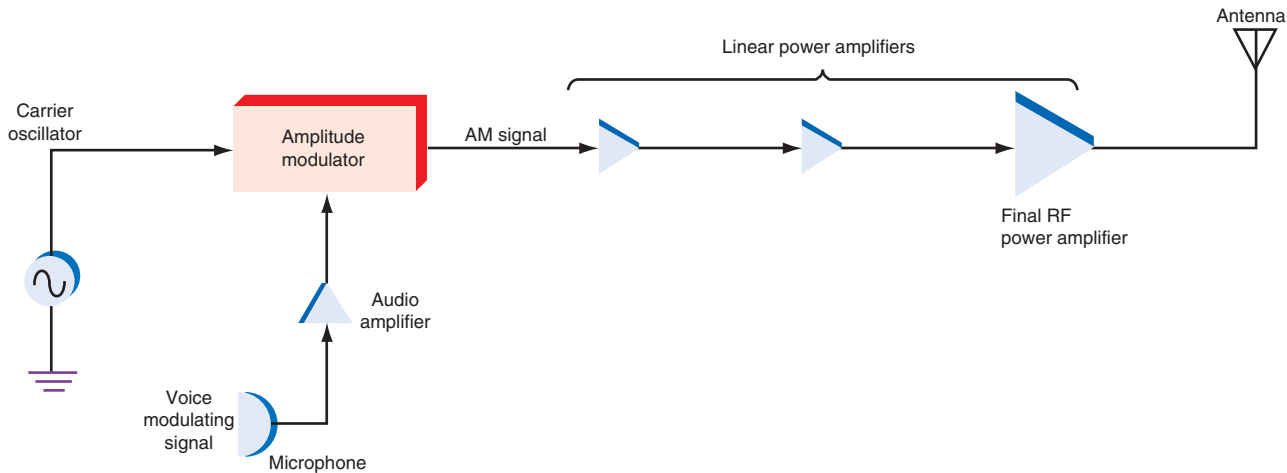 Antenna
Linear power amplifiers
Carrier
oscillator
Amplitude
modulator
AM signal
Final RF
power amplifier
Audio
amplifier
Voice
modulating
signal
Microphone